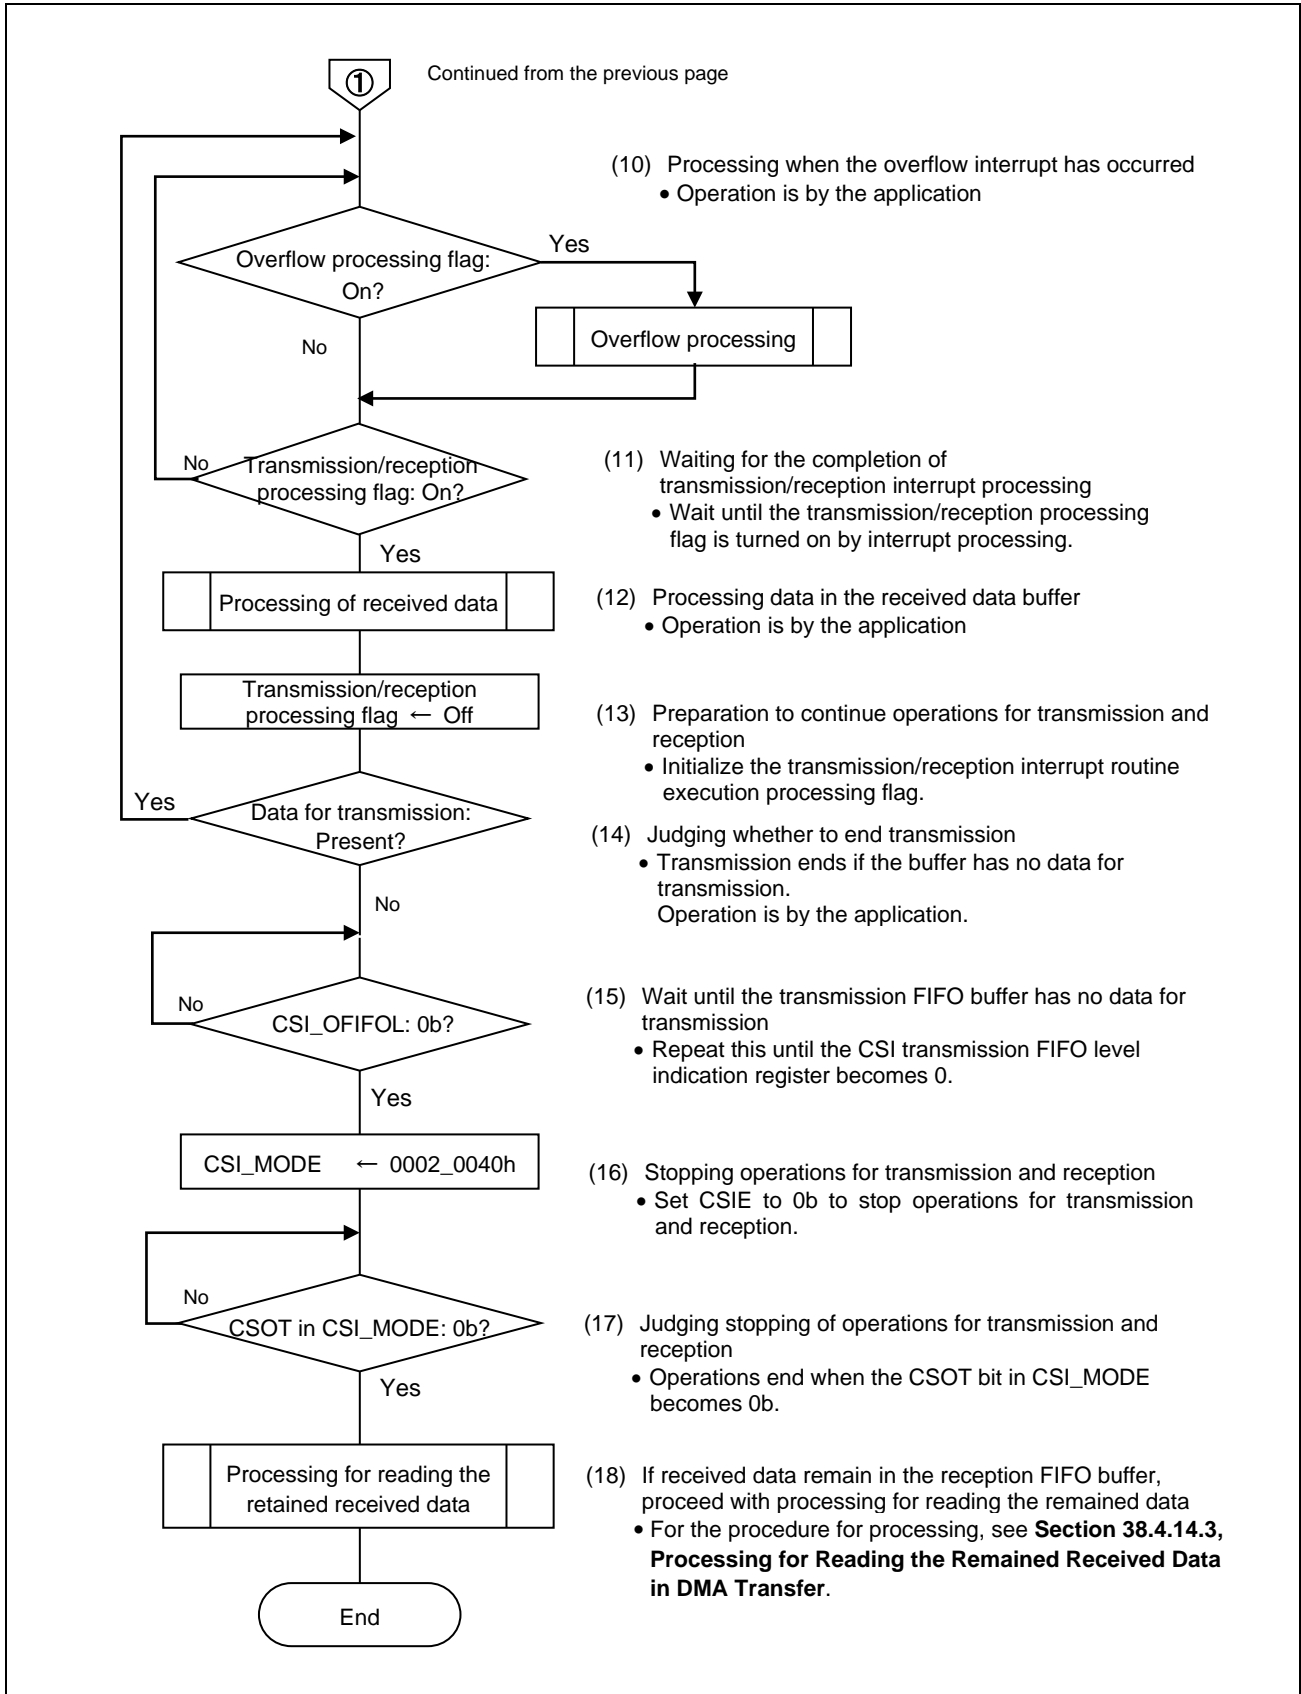 ①
Continued from the previous page
(10) Processing when the overflow interrupt has occurred
• Operation is by the application
Overflow processing flag:
On?
Yes
No
Overflow processing
No
Transmission/reception
processing flag: On?
Yes
(11) Waiting for the completion of
transmission/reception interrupt processing
• Wait until the transmission/reception processing
flag is turned on by interrupt processing.
Processing of received data
(12) Processing data in the received data buffer
• Operation is by the application
Transmission/reception
processing flag ← Off
(13) Preparation to continue operations for transmission and
reception
• Initialize the transmission/reception interrupt routine
execution processing flag.
Yes
Data for transmission:
Present?
No
(14) Judging whether to end transmission
• Transmission ends if the buffer has no data for
transmission.
Operation is by the application.
No
CSI_OFIFOL: 0b?
Yes
(15) Wait until the transmission FIFO buffer has no data for
transmission
• Repeat this until the CSI transmission FIFO level
indication register becomes 0.
CSI_MODE ← 0002_0040h
(16) Stopping operations for transmission and reception
• Set CSIE to 0b to stop operations for transmission
and reception.
No
CSOT in CSI_MODE: 0b?
Yes
(17) Judging stopping of operations for transmission and
reception
• Operations end when the CSOT bit in CSI_MODE
becomes 0b.
Processing for reading the
retained received data
(18) If received data remain in the reception FIFO buffer,
proceed with processing for reading the remained data
• For the procedure for processing, see Section 38.4.14.3,
Processing for Reading the Remained Received Data
in DMA Transfer.
End